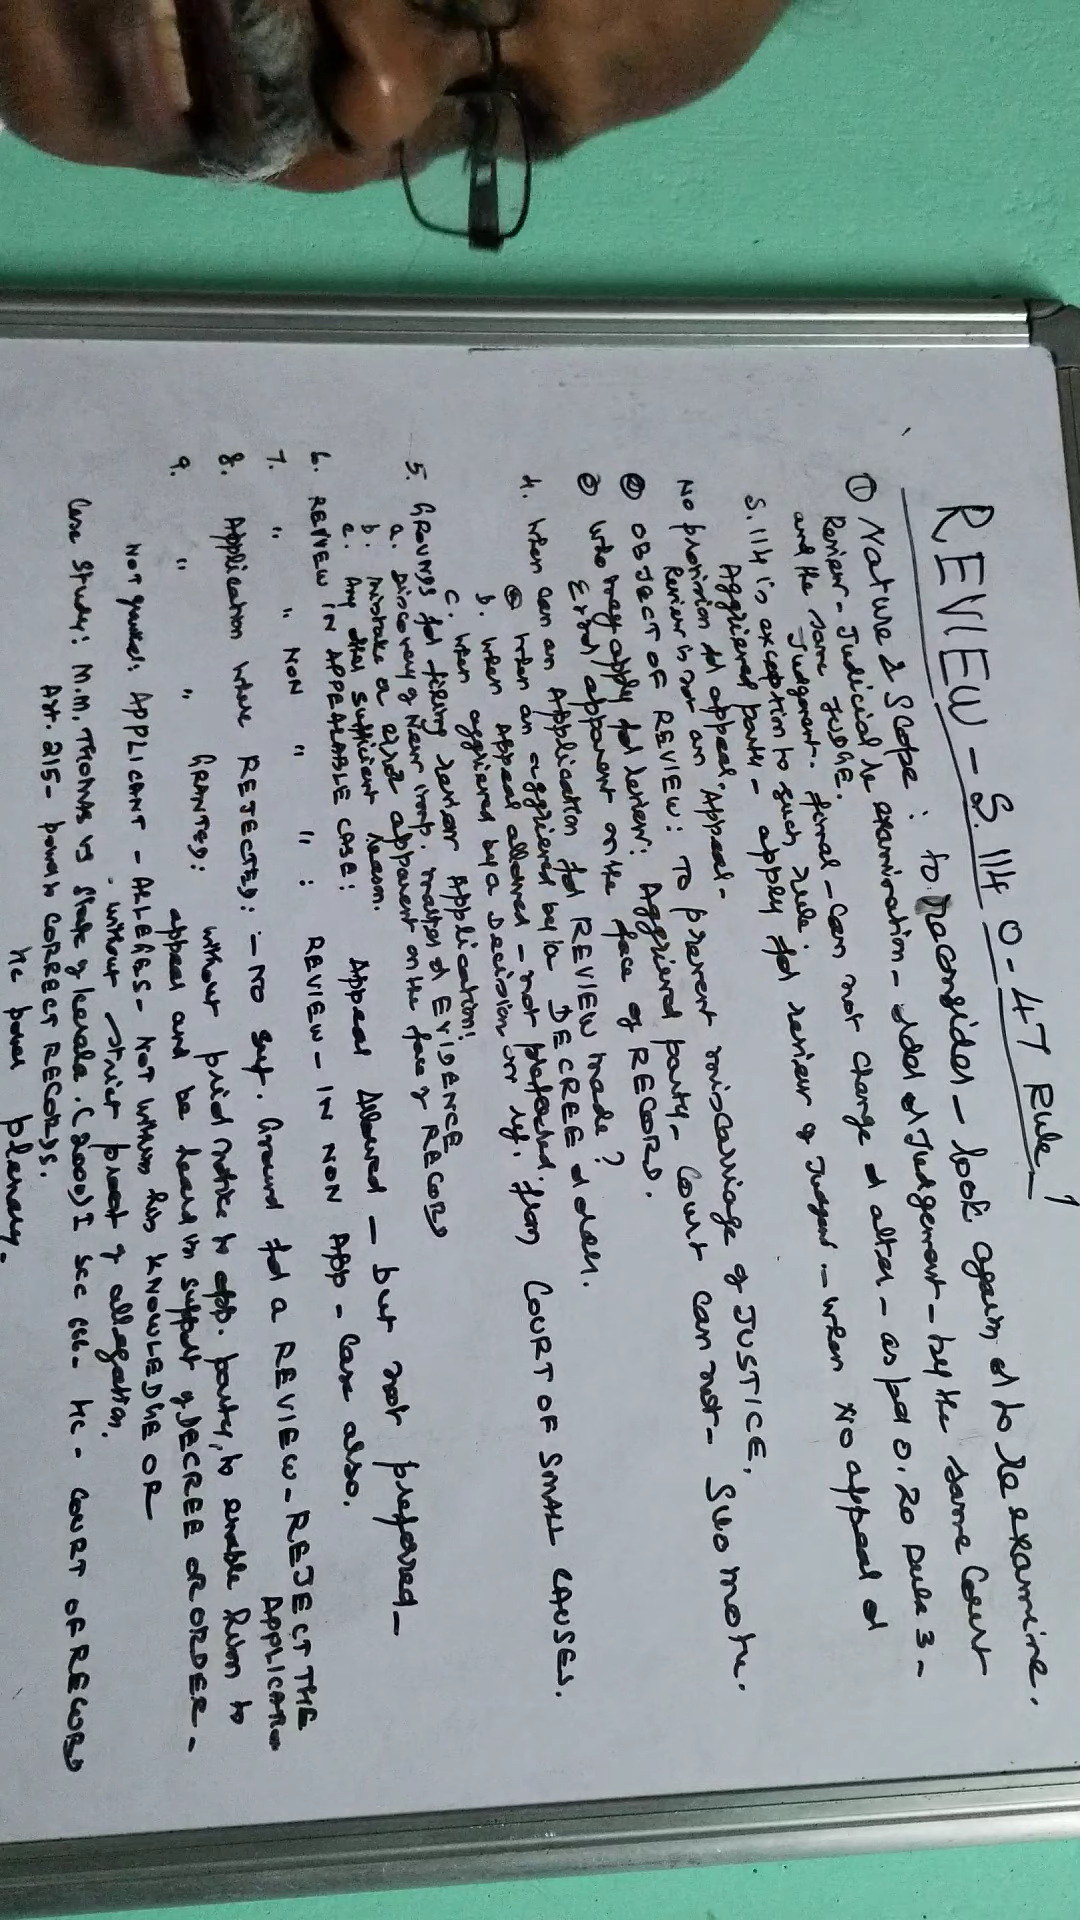 REVIEW - S. 114 O-47 Rule 1
① Nature & Scope: to reconsider - look again or to re examine.
Review - Judicial re examination - order or Judgement - by the same Court
and the same JUDGE.
Judgement: final - can not change or alter - as per O. 20 Rule 3 -
S. 114 is exception to such rule:
Aggrieved party - apply for review of Judgm - when No appeal or
No provision for appeal. Appeal -
Review is not an
② OBJECT OF REVIEW: To prevent miscarriage of JUSTICE.
③ Who may apply for review: Aggrieved party - Court can not - Suo motu.
Error apparent on the face of RECORD.
4. When can an Application for REVIEW made?
ⓐ When an aggrieved by a DECREE or order.
b. When Appeal allowed - not preferred.
c. When aggrieved by a Decision on ref. from COURT OF SMALL CAUSES.
5. GROUNDS for filing review Application:
a. Discovery of New imp. matter or EVIDENCE
b. mistake or error apparent on the face of RECORD
c. Any other sufficient reason.
6. REVIEW IN APPEALABLE CASE: Appeal Allowed - but not preferred -
7. " " NON " " : REVIEW - IN NON APP - Case also.
8. Application where REJECTED: - NO suf. Ground for a REVIEW - REJECT THE
9. " " GRANTED: without prior notice to opp. party, to enable him to
appeal and be heard in support of DECREE OR ORDER -
Not granted: APPLICANT - ALLEGES - NOT WITHIN his KNOWLEDGE OR
- without strict proof of allegation.
Case Study: M.M. THOMAS vs State of Kerala. (2000) I SCC 666 - HC - COURT OF RECORD
Art. 215 - power to CORRECT RECORDS.
HC power plenary.